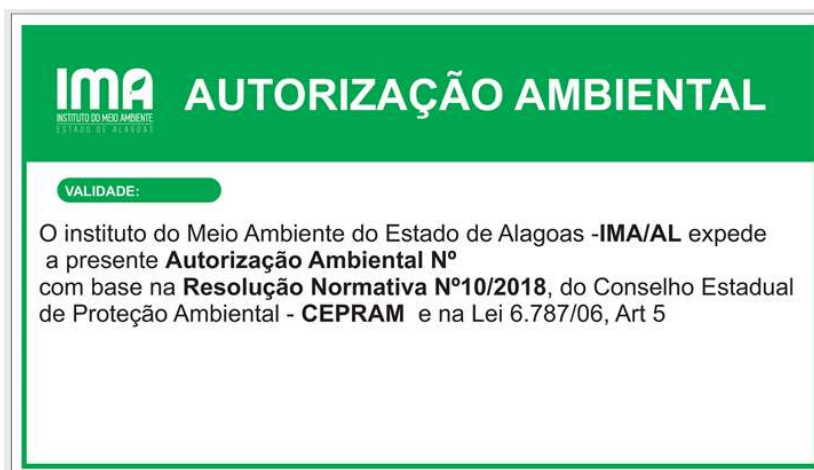 IMA
INSTITUTO DO MEIO AMBIENTE
ESTADO DE ALAGOAS
AUTORIZAÇÃO AMBIENTAL
VALIDADE:
O instituto do Meio Ambiente do Estado de Alagoas -IMA/AL expede
a presente Autorização Ambiental Nº
com base na Resolução Normativa Nº10/2018, do Conselho Estadual
de Proteção Ambiental - CEPRAM e na Lei 6.787/06, Art 5